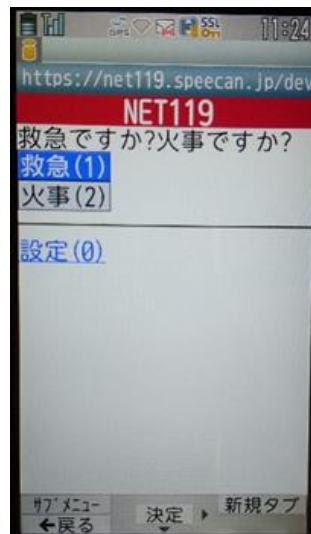 GPS SSL 11:24
https://net119.speecan.jp/dev
NET119
救急ですか?火事ですか?
救急(1)
火事(2)
設定(0)
ｻﾌﾞﾒﾆｭｰ 新規タブ
←戻る 決定